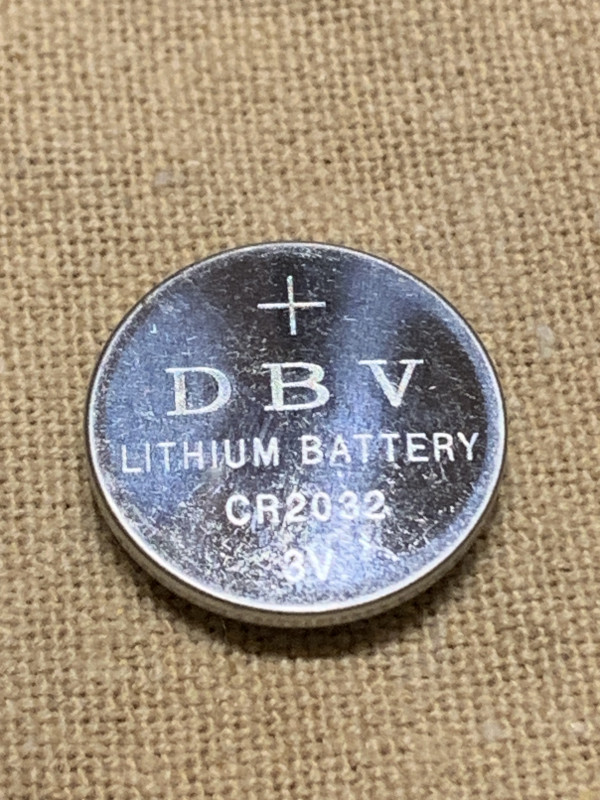 +
DBV
LITHIUM BATTERY
CR2032
3V